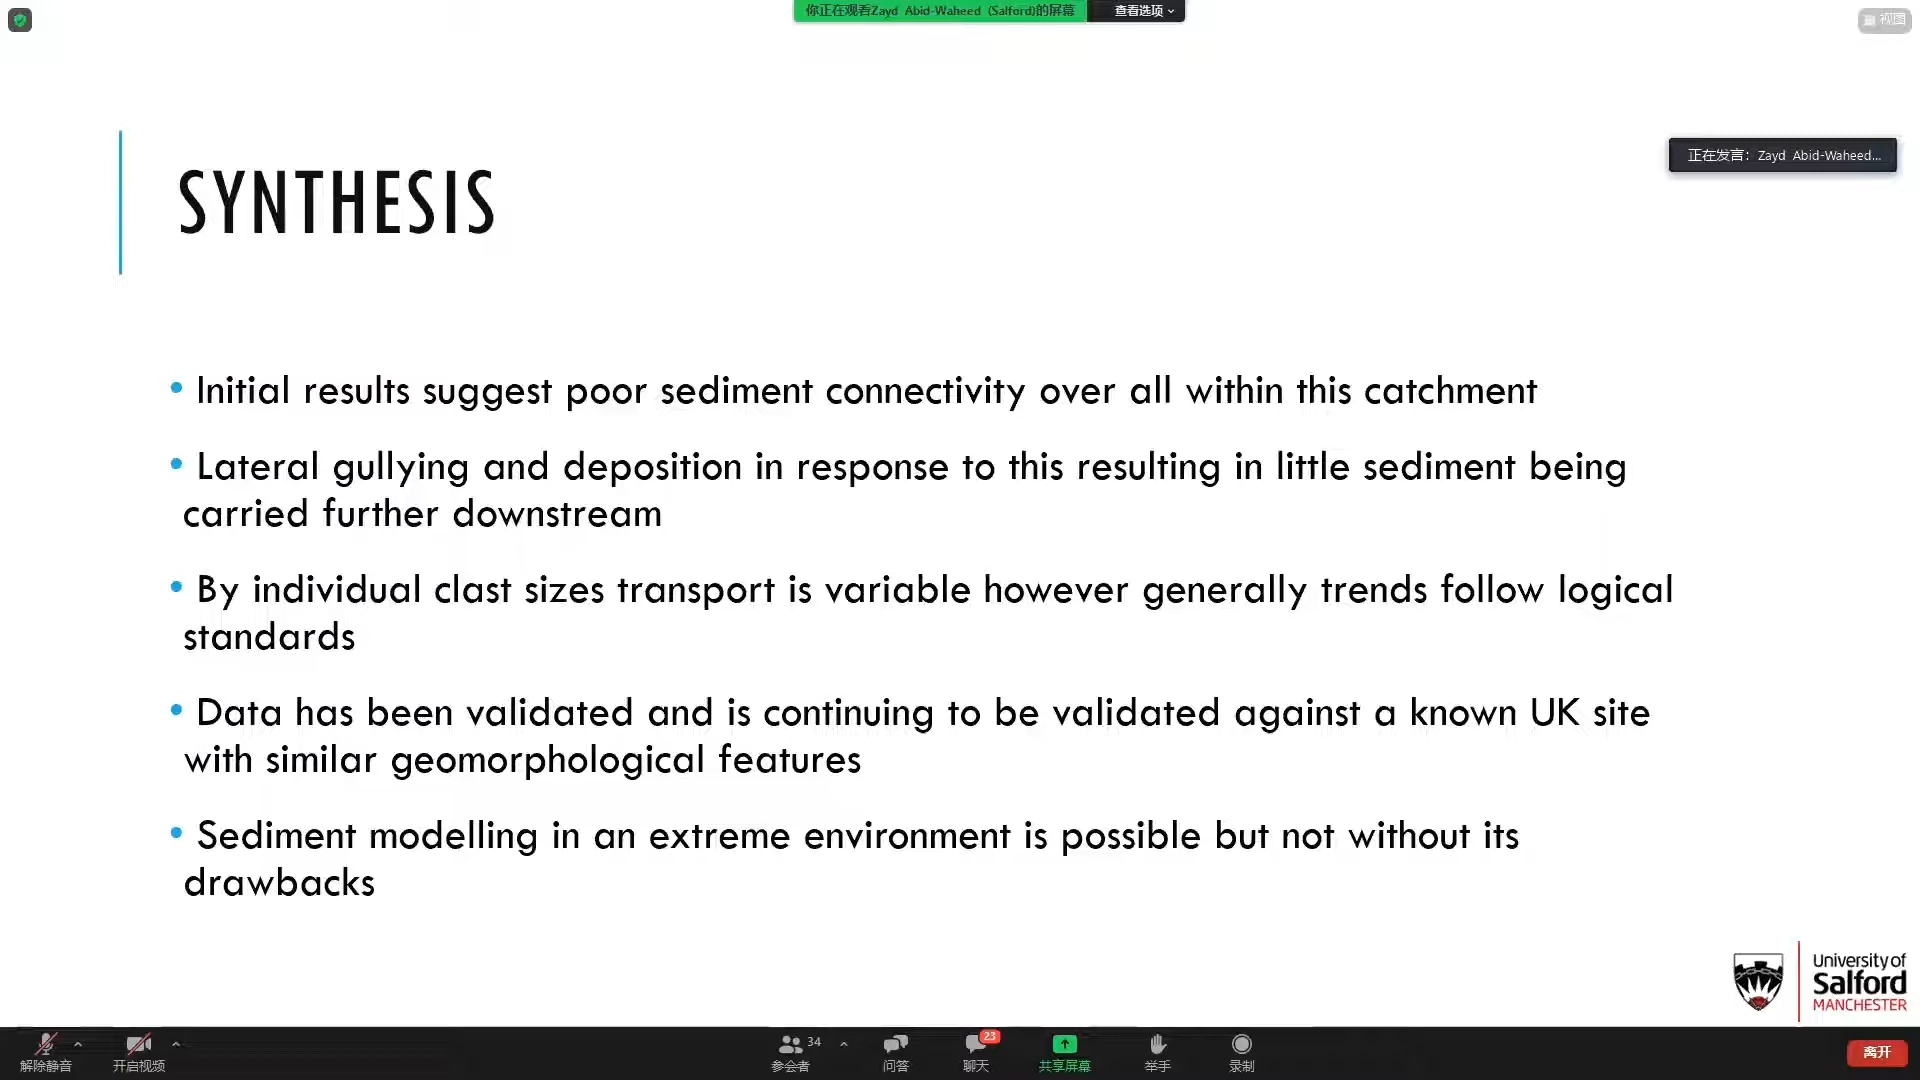 你正在观看Zayd Abid-Waheed (Salford)的屏幕 查看选项
视图
正在发言: Zayd Abid-Waheed...
SYNTHESIS
• Initial results suggest poor sediment connectivity over all within this catchment
• Lateral gullying and deposition in response to this resulting in little sediment being
carried further downstream
• By individual clast sizes transport is variable however generally trends follow logical
standards
• Data has been validated and is continuing to be validated against a known UK site
with similar geomorphological features
• Sediment modelling in an extreme environment is possible but not without its
drawbacks
University of
Salford
MANCHESTER
34
23
解除静音 开启视频 参会者 问答 聊天 共享屏幕 举手 录制 离开